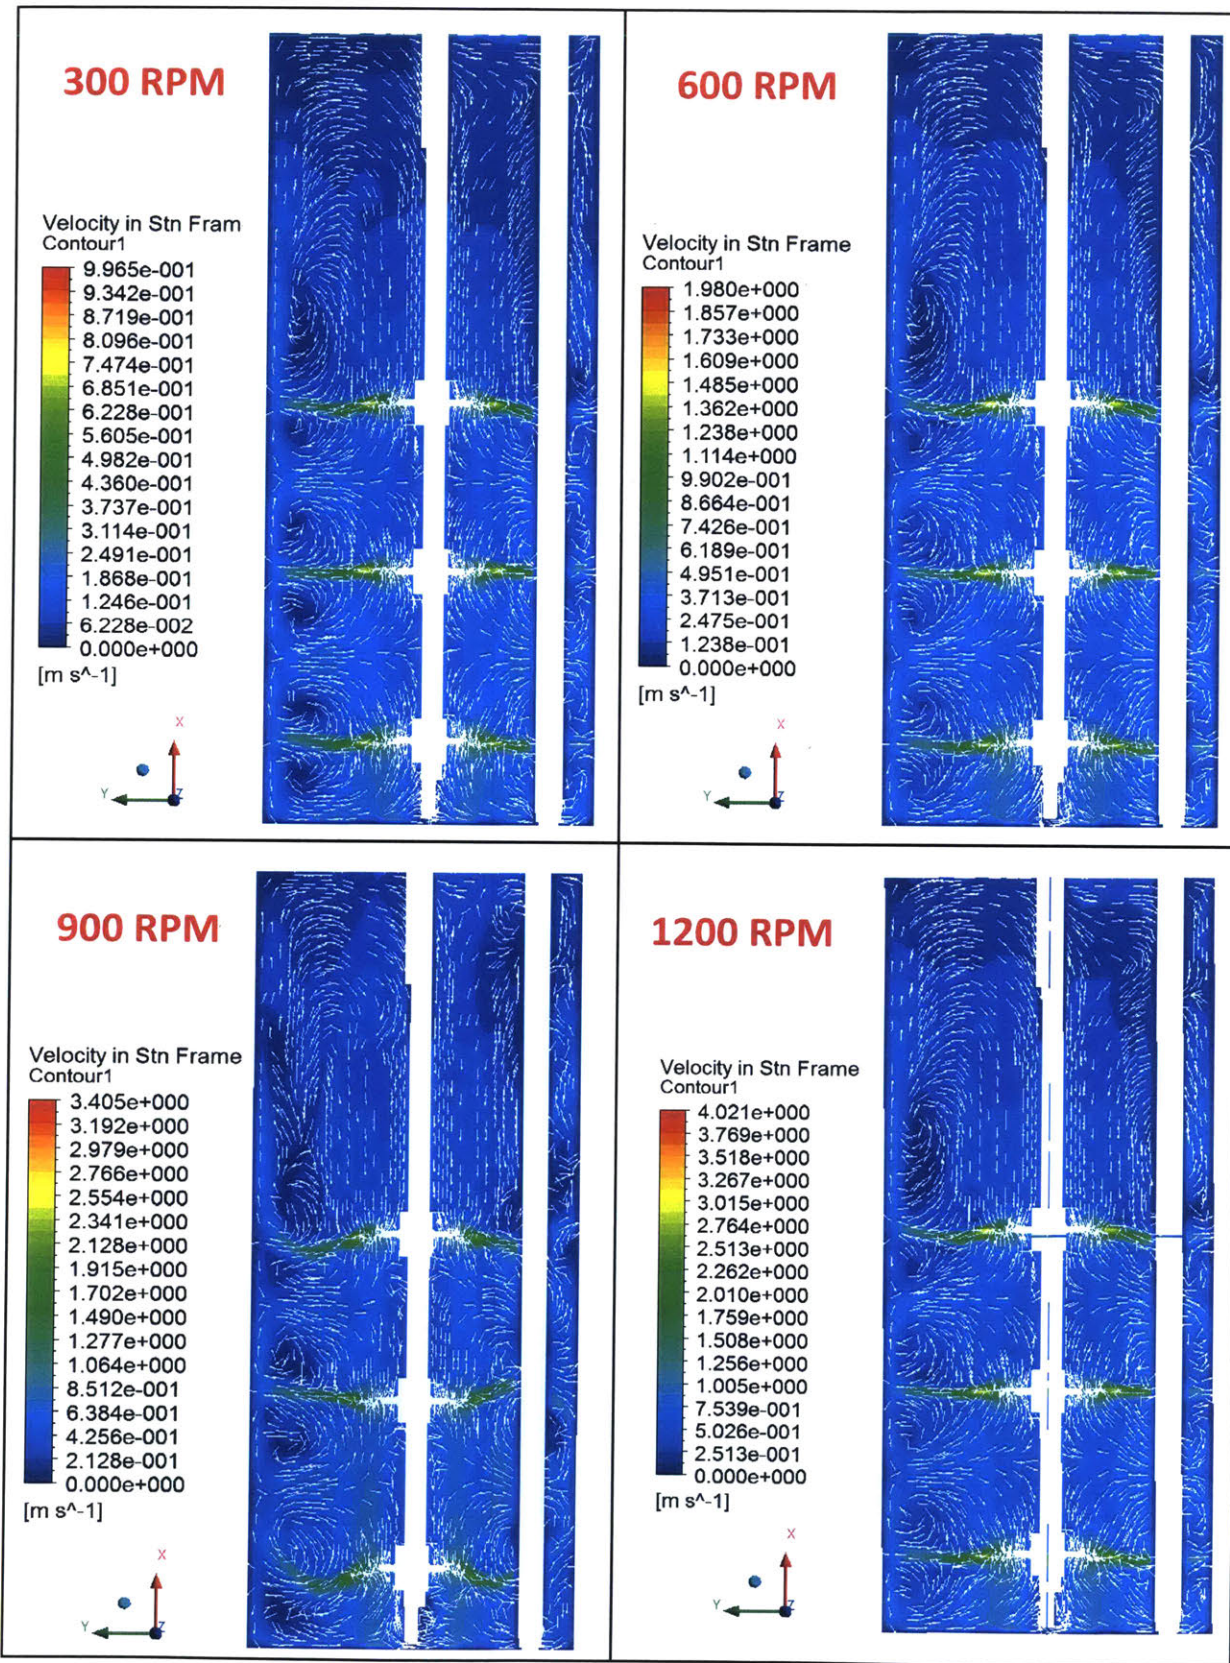 300 RPM
Velocity in Stn Fram
Contour1
9.965e-001
9.342e-001
8.719e-001
8.096e-001
7.474e-001
6.851e-001
6.228e-001
5.605e-001
4.982e-001
4.360e-001
3.737e-001
3.114e-001
2.491e-001
1.868e-001
1.246e-001
6.228e-002
0.000e+000
[m s^-1]
X
Y
Z
600 RPM
Velocity in Stn Frame
Contour1
1.980e+000
1.857e+000
1.733e+000
1.609e+000
1.485e+000
1.362e+000
1.238e+000
1.114e+000
9.902e-001
8.664e-001
7.426e-001
6.189e-001
4.951e-001
3.713e-001
2.475e-001
1.238e-001
0.000e+000
[m s^-1]
X
Y
Z
900 RPM
Velocity in Stn Frame
Contour1
3.405e+000
3.192e+000
2.979e+000
2.766e+000
2.554e+000
2.341e+000
2.128e+000
1.915e+000
1.702e+000
1.490e+000
1.277e+000
1.064e+000
8.512e-001
6.384e-001
4.256e-001
2.128e-001
0.000e+000
[m s^-1]
X
Y
Z
1200 RPM
Velocity in Stn Frame
Contour1
4.021e+000
3.769e+000
3.518e+000
3.267e+000
3.015e+000
2.764e+000
2.513e+000
2.262e+000
2.010e+000
1.759e+000
1.508e+000
1.256e+000
1.005e+000
7.539e-001
5.026e-001
2.513e-001
0.000e+000
[m s^-1]
X
Y
Z